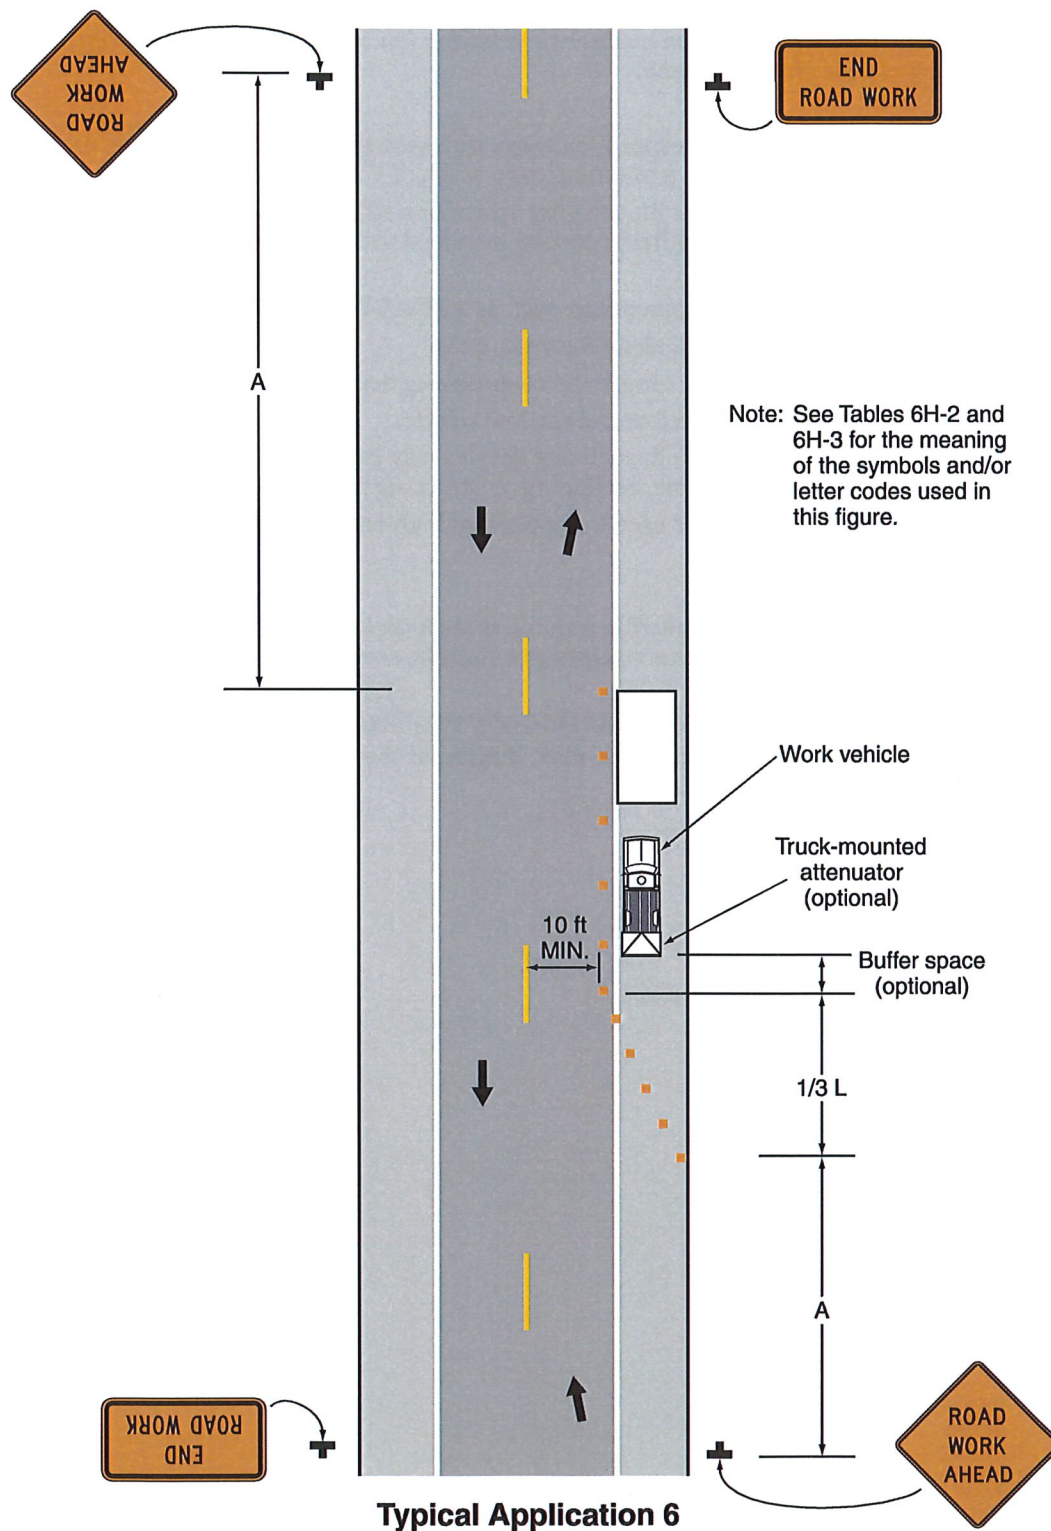 ROAD
WORK
AHEAD
END
ROAD WORK
A
Note: See Tables 6H-2 and
6H-3 for the meaning
of the symbols and/or
letter codes used in
this figure.
Work vehicle
Truck-mounted
attenuator
(optional)
10 ft
MIN.
Buffer space
(optional)
1/3 L
A
END
ROAD WORK
ROAD
WORK
AHEAD
Typical Application 6